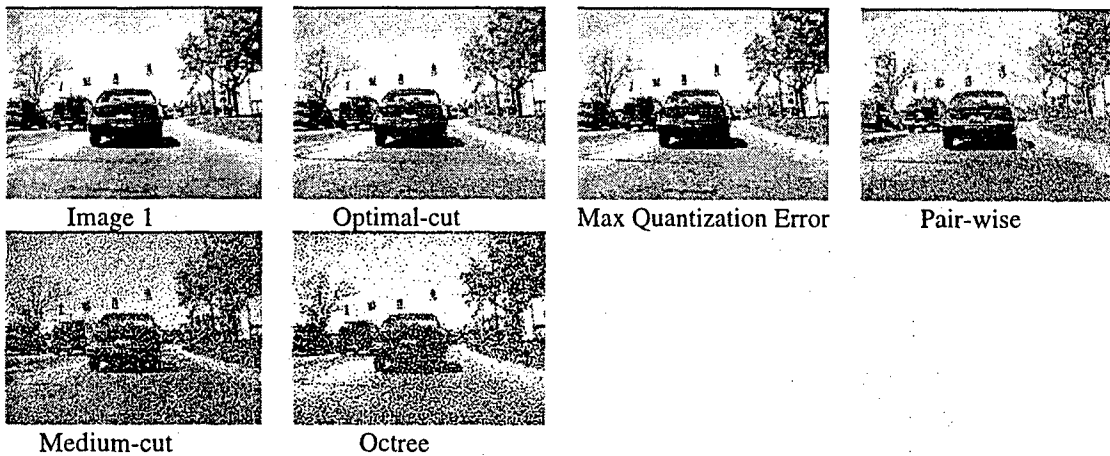 Image 1 Optimal-cut Max Quantization Error Pair-wise
Medium-cut Octree